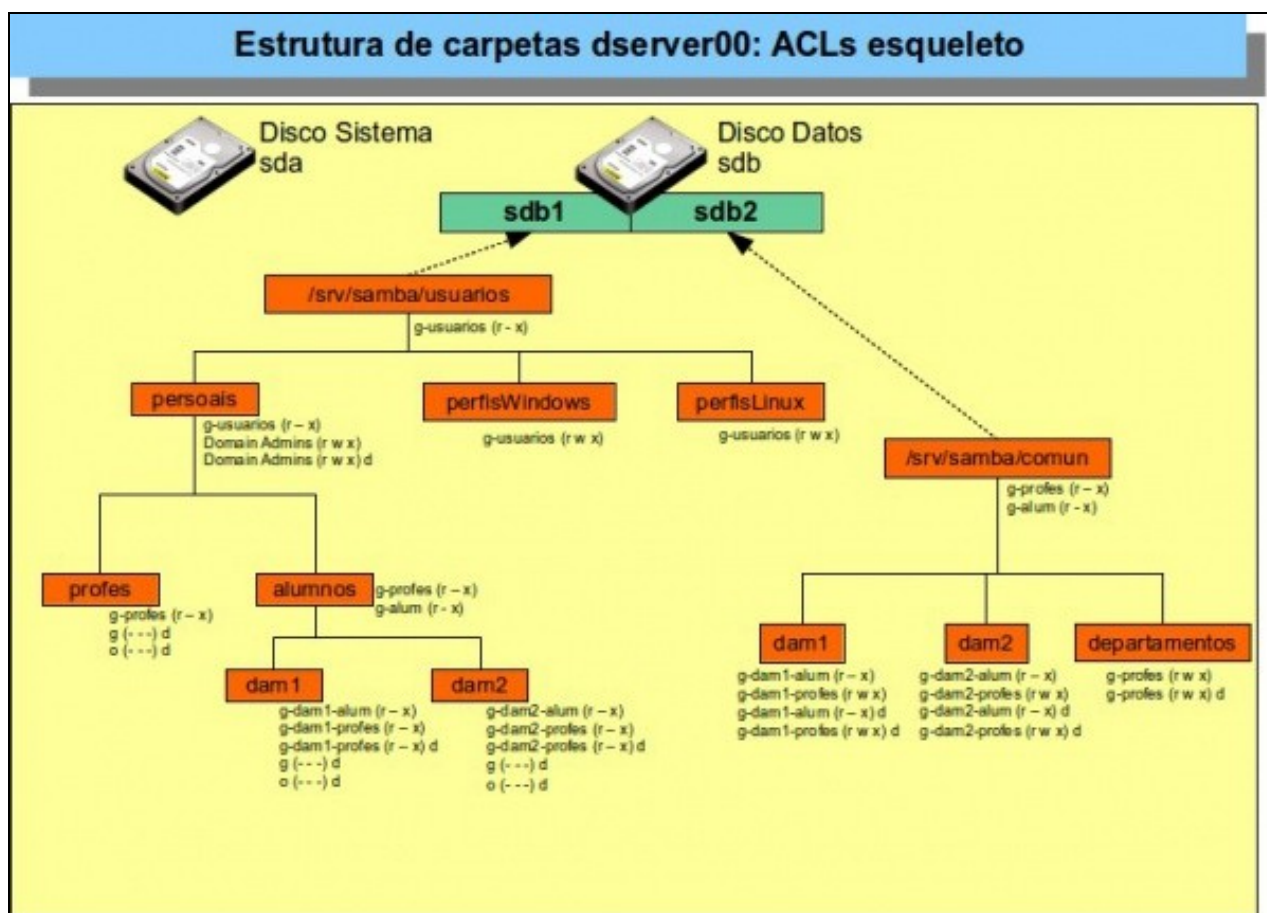 Estrutura de carpetas dserver00: ACLs esqueleto
Disco Sistema
sda
Disco Datos
sdb
sdb1
sdb2
/srv/samba/usuarios
g-usuarios (r - x)
persoais
g-usuarios (r – x)
Domain Admins (r w x)
Domain Admins (r w x) d
perfisWindows
g-usuarios (r w x)
perfisLinux
g-usuarios (r w x)
/srv/samba/comun
g-profes (r – x)
g-alum (r - x)
profes
g-profes (r – x)
g (- - -) d
o (- - -) d
alumnos
g-profes (r – x)
g-alum (r - x)
dam1
g-dam1-alum (r – x)
g-dam1-profes (r – x)
g-dam1-profes (r – x) d
g (- - -) d
o (- - -) d
dam2
g-dam2-alum (r – x)
g-dam2-profes (r – x)
g-dam2-profes (r – x) d
g (- - -) d
o (- - -) d
dam1
g-dam1-alum (r – x)
g-dam1-profes (r w x)
g-dam1-alum (r – x) d
g-dam1-profes (r w x) d
dam2
g-dam2-alum (r – x)
g-dam2-profes (r w x)
g-dam2-alum (r – x) d
g-dam2-profes (r w x) d
departamentos
g-profes (r w x)
g-profes (r w x) d